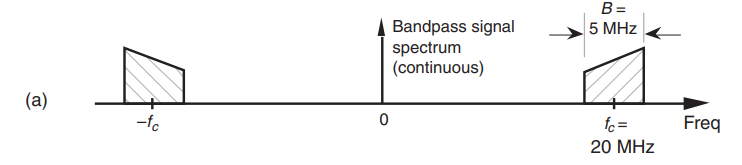 B =
5 MHz
Bandpass signal
spectrum
(continuous)
(a)
–fc
0
fc =
20 MHz
Freq